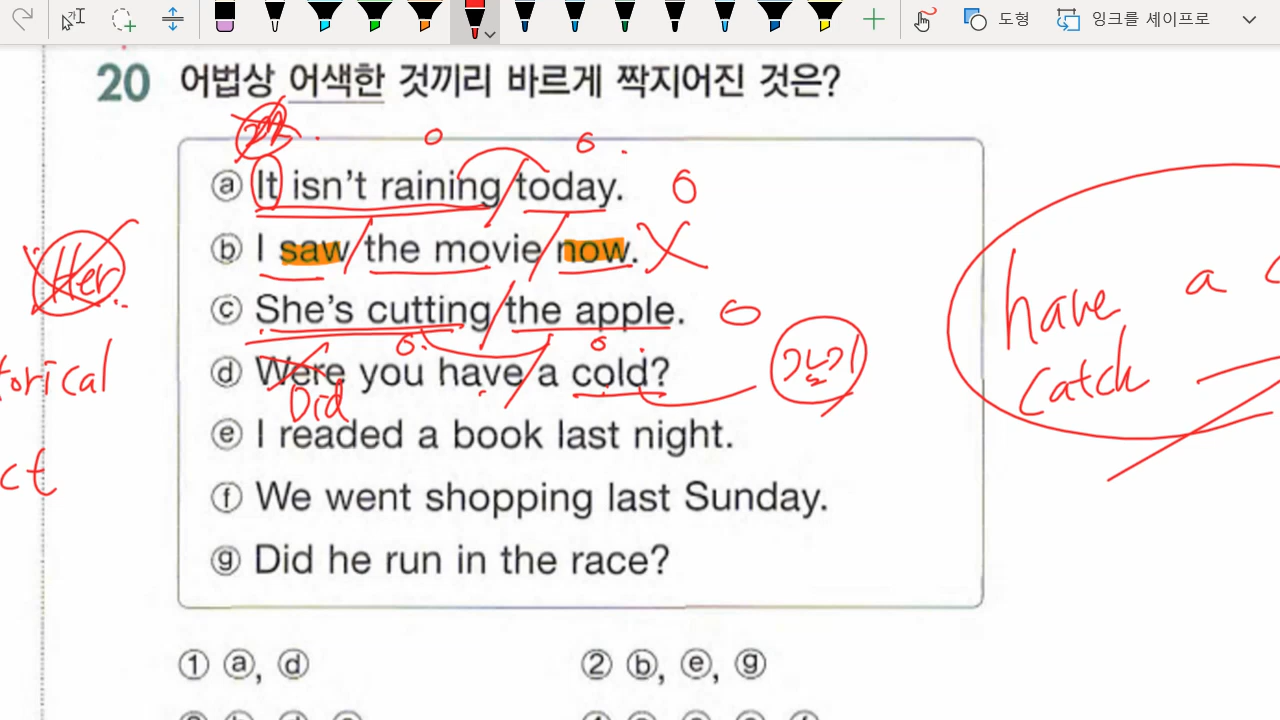 도형
잉크를 셰이프로
20 어법상 어색한 것끼리 바르게 짝지어진 것은?
ⓐ It isn't raining today.
ⓑ I saw the movie now.
Her
ⓒ She's cutting the apple.
have a
ⓓ Were you have a cold?
감기
torical
Did
catch
ⓔ I readed a book last night.
ct
ⓕ We went shopping last Sunday.
ⓖ Did he run in the race?
① ⓐ, ⓓ
② ⓑ, ⓔ, ⓖ